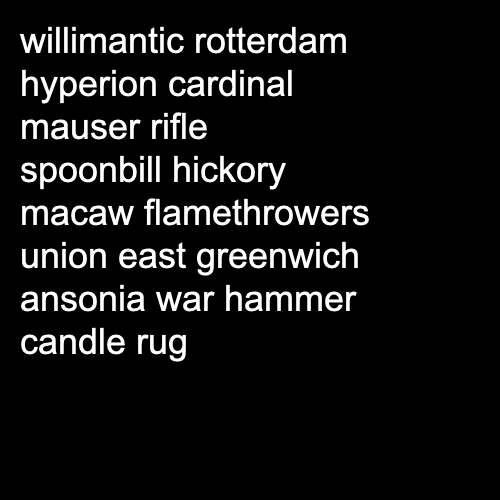 willimantic rotterdam
hyperion cardinal
mauser rifle
spoonbill hickory
macaw flamethrowers
union east greenwich
ansonia war hammer
candle rug